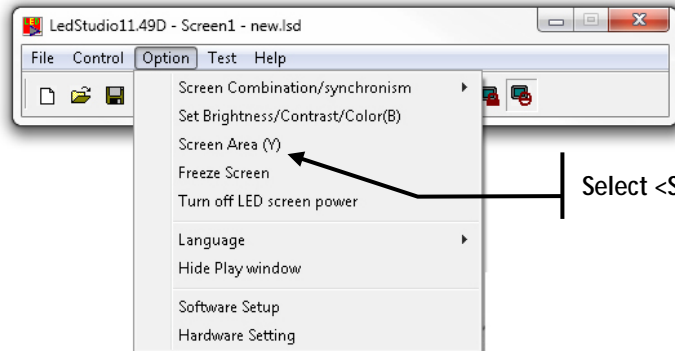 LedStudio11.49D - Screen1 - new.lsd
File Control Option Test Help
Screen Combination/synchronism
Set Brightness/Contrast/Color(B)
Screen Area (Y)
Freeze Screen
Turn off LED screen power
Select <S
Language
Hide Play window
Software Setup
Hardware Setting